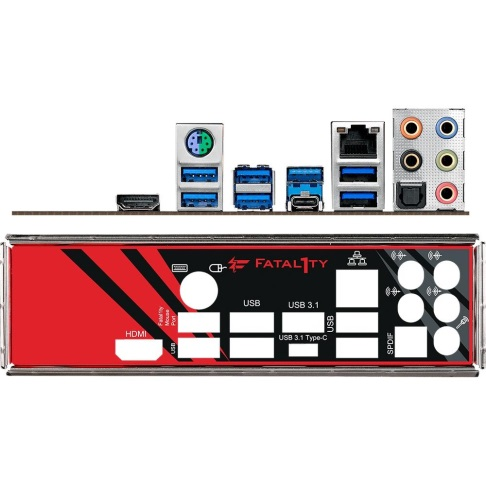 FATAL1TY
Fatal1ty
Mouse
Port
USB
USB 3.1
HDMI
USB
USB 3.1 Type-C
USB
SPDIF